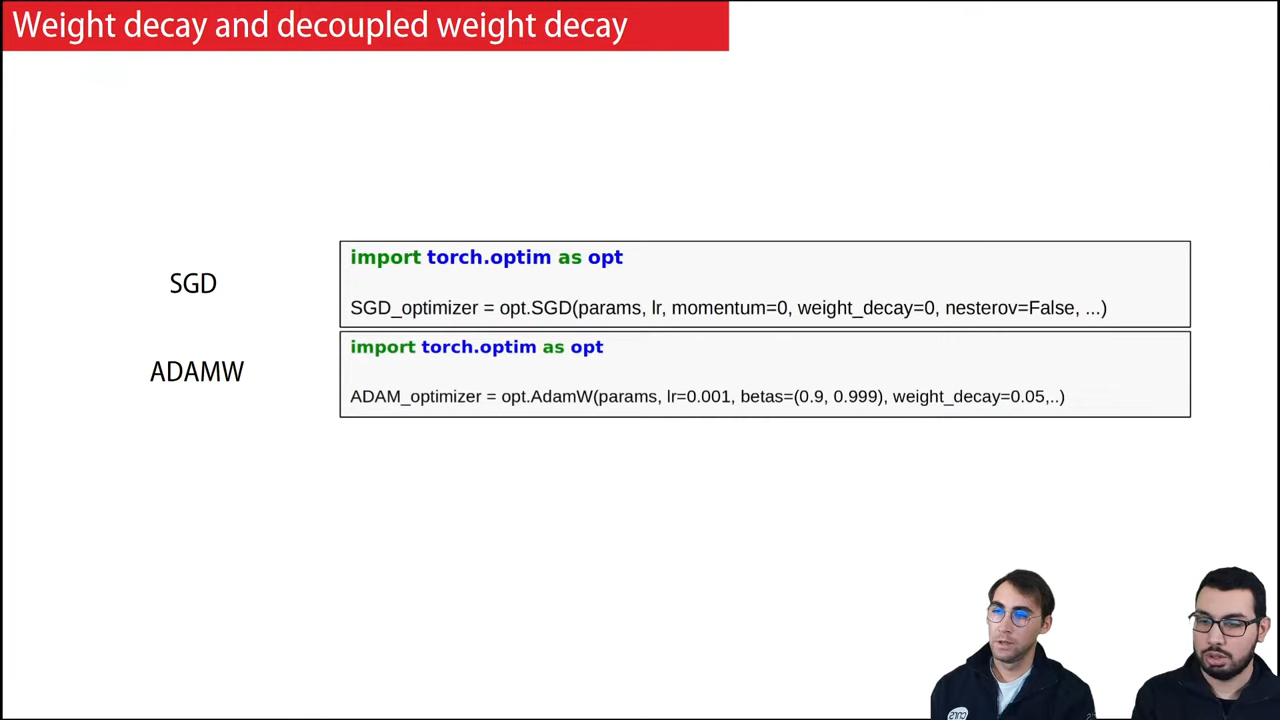 Weight decay and decoupled weight decay
SGD
import torch.optim as opt
SGD_optimizer = opt.SGD(params, lr, momentum=0, weight_decay=0, nesterov=False, ...)
ADAMW
import torch.optim as opt
ADAM_optimizer = opt.AdamW(params, lr=0.001, betas=(0.9, 0.999), weight_decay=0.05,..)